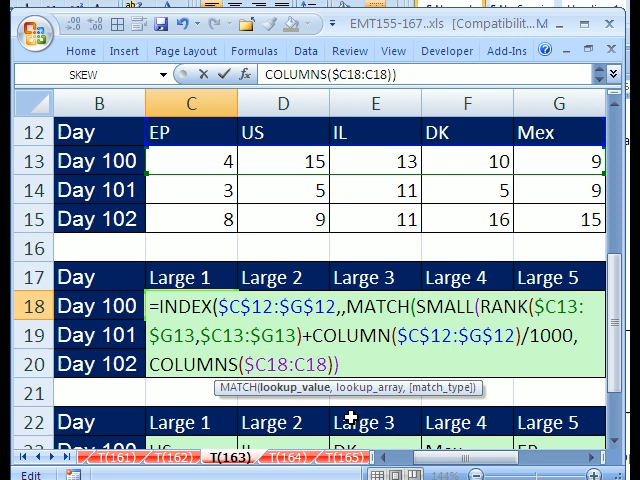 EMT155-167..xls [Compatibilit... M
Home Insert Page Layout Formulas Data Review View Developer Add-Ins
SKEW COLUMNS($C18:C18))
B C D E F G
12 Day EP US IL DK Mex
13 Day 100 4 15 13 10 9
14 Day 101 3 5 11 5 9
15 Day 102 8 9 11 16 15
16
17 Day Large 1 Large 2 Large 3 Large 4 Large 5
18 Day 100 =INDEX($C$12:$G$12,,MATCH(SMALL(RANK($C13:
19 Day 101 $G13,$C13:$G13)+COLUMN($C$12:$G$12)/1000,
20 Day 102 COLUMNS($C18:C18))
MATCH(lookup_value, lookup_array, [match_type])
21
22 Day Large 1 Large 2 Large 3 Large 4 Large 5
T(161) T(162) T(163) T(164) T(165)
Edit 144%